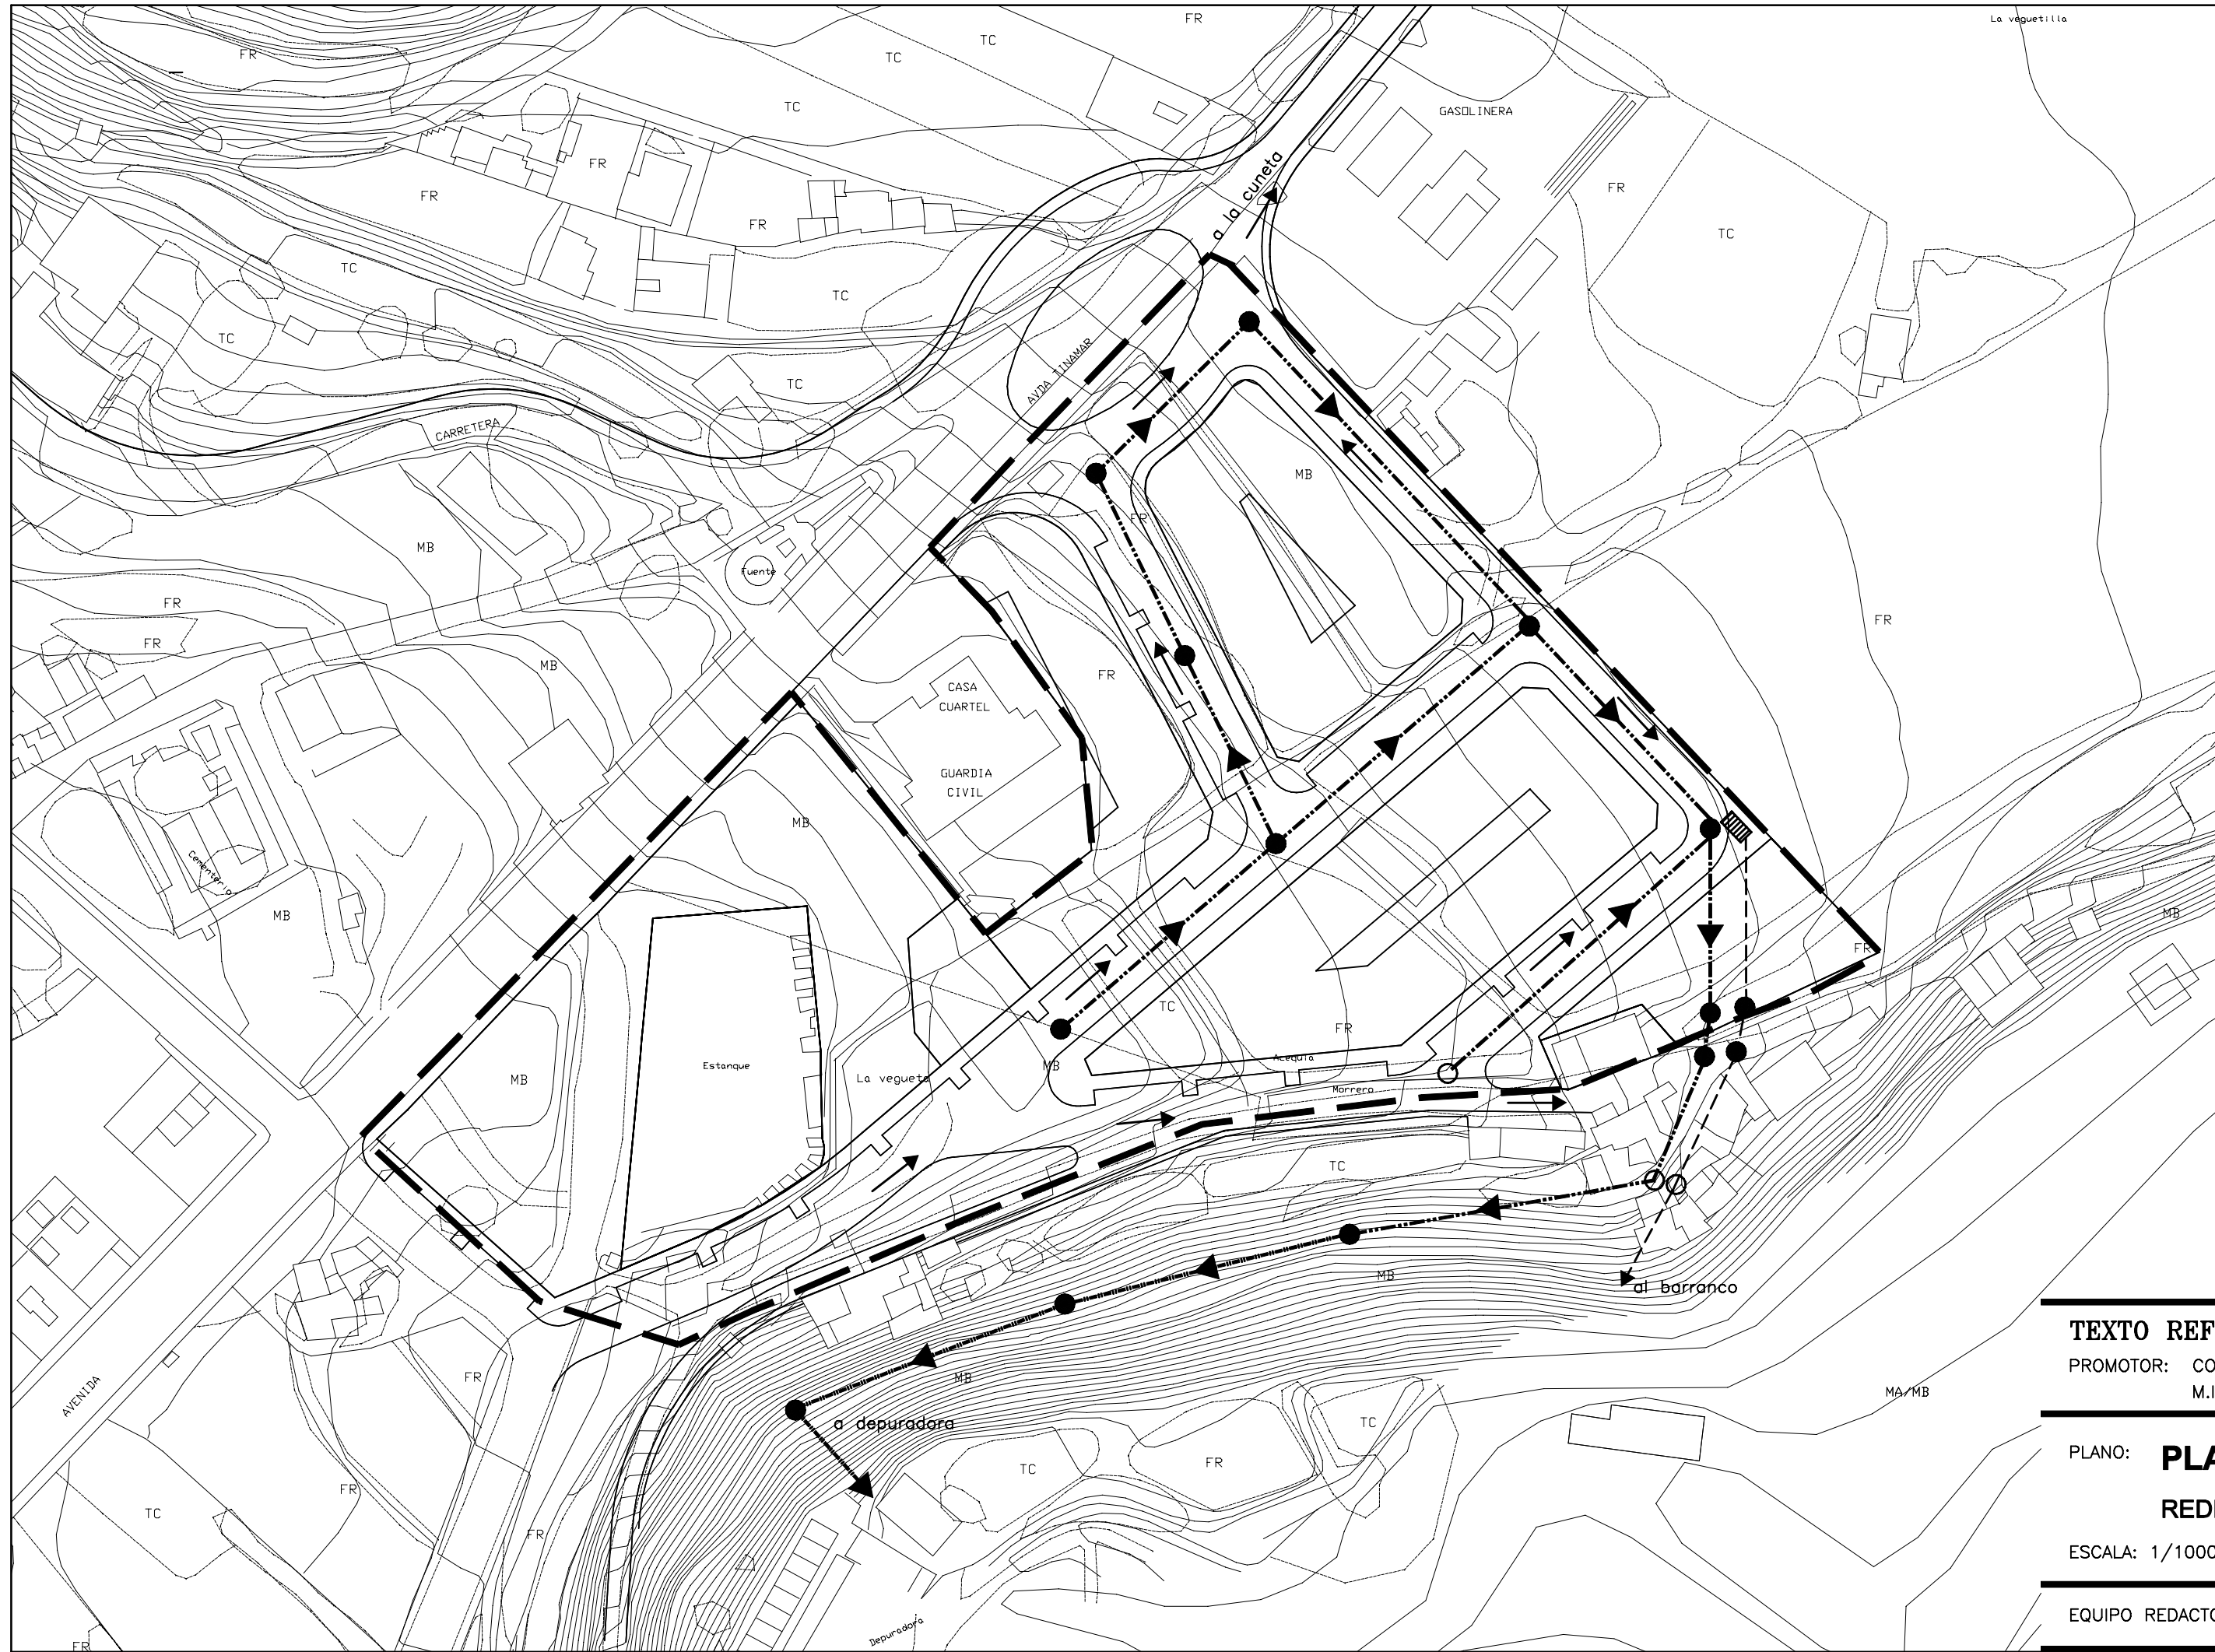 FR
La veguetilla
FR
TC
TC
TC
GASOLINERA
FR
FR
FR
FR
TC
a la cuneta
TC
TC
TC
AVDA TINAMAR
TC
CARRETERA
MB
FR
MB
Fuente
FR
FR
FR
MB
FR
CASA
CUARTEL
GUARDIA
CIVIL
MB
Cementerio
MB
MB
FR
TC
FR
Acequia
Estanque
La vegueta
MB
MB
Morrero
TC
MB
al barranco
TEXTO REF
PROMOTOR: CO
M.I
FR
MB
MA/MB
AVENIDA
a depuradora
TC
PLANO: PLA
FR
TC
FR
TC
REDE
FR
ESCALA: 1/1000
Depuradora
EQUIPO REDACTO
FR